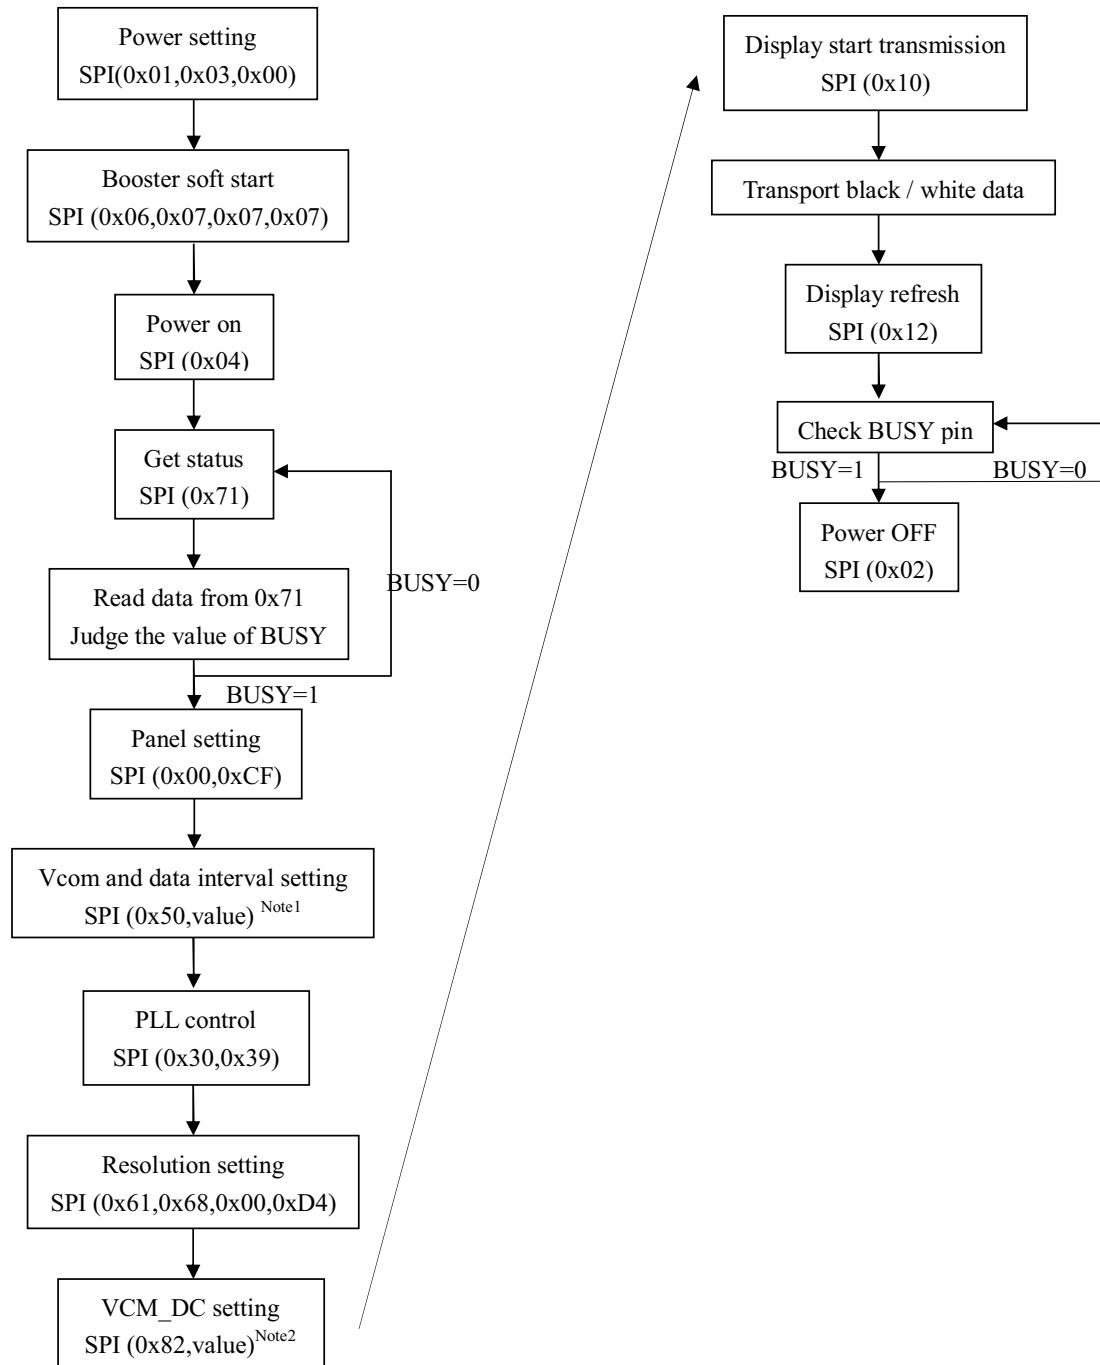 Power setting
SPI(0x01,0x03,0x00)
Booster soft start
SPI (0x06,0x07,0x07,0x07)
Power on
SPI (0x04)
Get status
SPI (0x71)
BUSY=0
Read data from 0x71
Judge the value of BUSY
BUSY=1
Panel setting
SPI (0x00,0xCF)
Vcom and data interval setting
SPI (0x50,value) Note1
PLL control
SPI (0x30,0x39)
Resolution setting
SPI (0x61,0x68,0x00,0xD4)
VCM_DC setting
SPI (0x82,value)Note2
Display start transmission
SPI (0x10)
Transport black / white data
Display refresh
SPI (0x12)
Check BUSY pin
BUSY=1
BUSY=0
Power OFF
SPI (0x02)